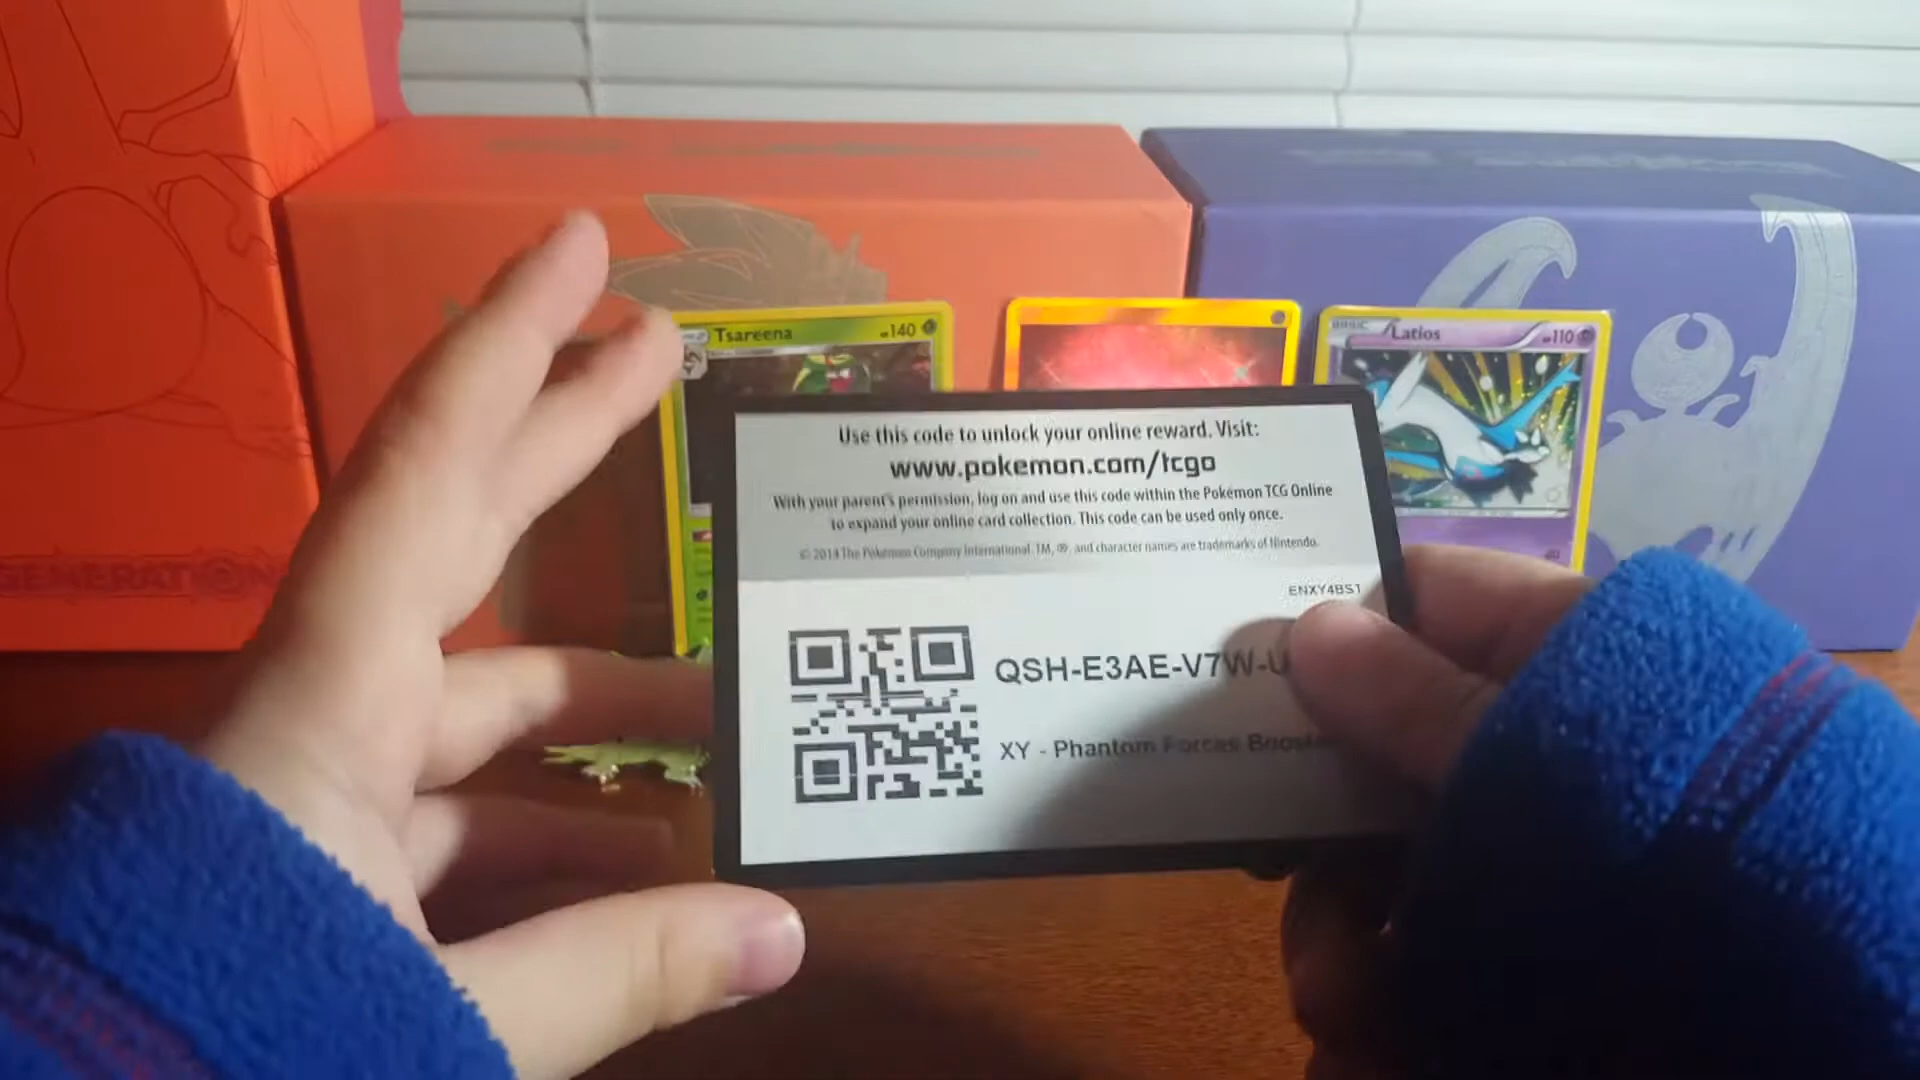 Tsareena
140
BASIC
Latios
110
Use this code to unlock your online reward. Visit:
www.pokemon.com/tcgo
With your parent's permission, log on and use this code within the Pokémon TCG Online
to expand your online card collection. This code can be used only once.
© 2014 The Pokémon Company International. TM, ®, and character names are trademarks of Nintendo.
GENERATIONS
ENXY4BST
QSH-E3AE-V7W-
XY - Phantom Forces Booste